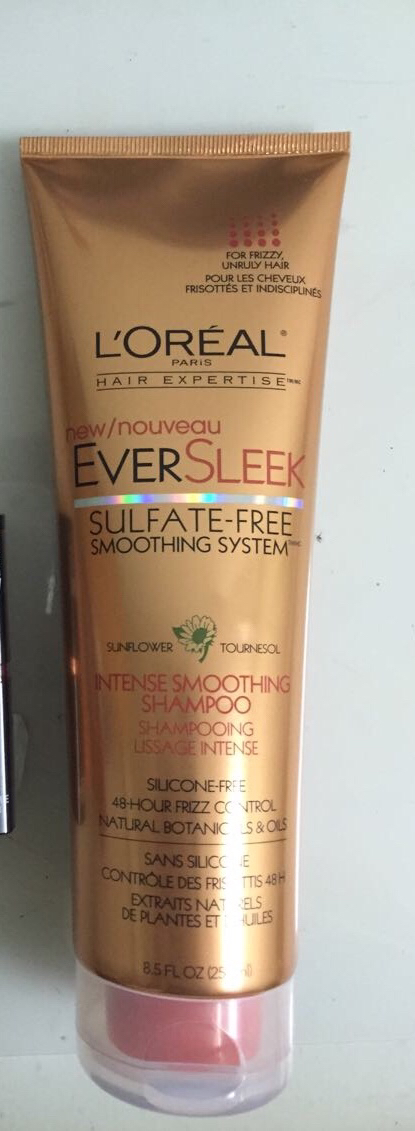 FOR FRIZZY,
UNRULY HAIR
POUR LES CHEVEUX
FRISOTTÉS ET INDISCIPLINÉS
L'ORÉAL®
PARIS
HAIR EXPERTISE
new/nouveau
EVERSLEEK
SULFATE-FREE
SMOOTHING SYSTEM
SUNFLOWER TOURNESOL
INTENSE SMOOTHING
SHAMPOO
SHAMPOOING
LISSAGE INTENSE
SILICONE-FREE
48-HOUR FRIZZ CONTROL
NATURAL BOTANICALS & OILS
SANS SILICONE
CONTRÔLE DES FRISOTTIS 48 H
EXTRAITS NATURELS
DE PLANTES ET HUILES
8.5 FL OZ